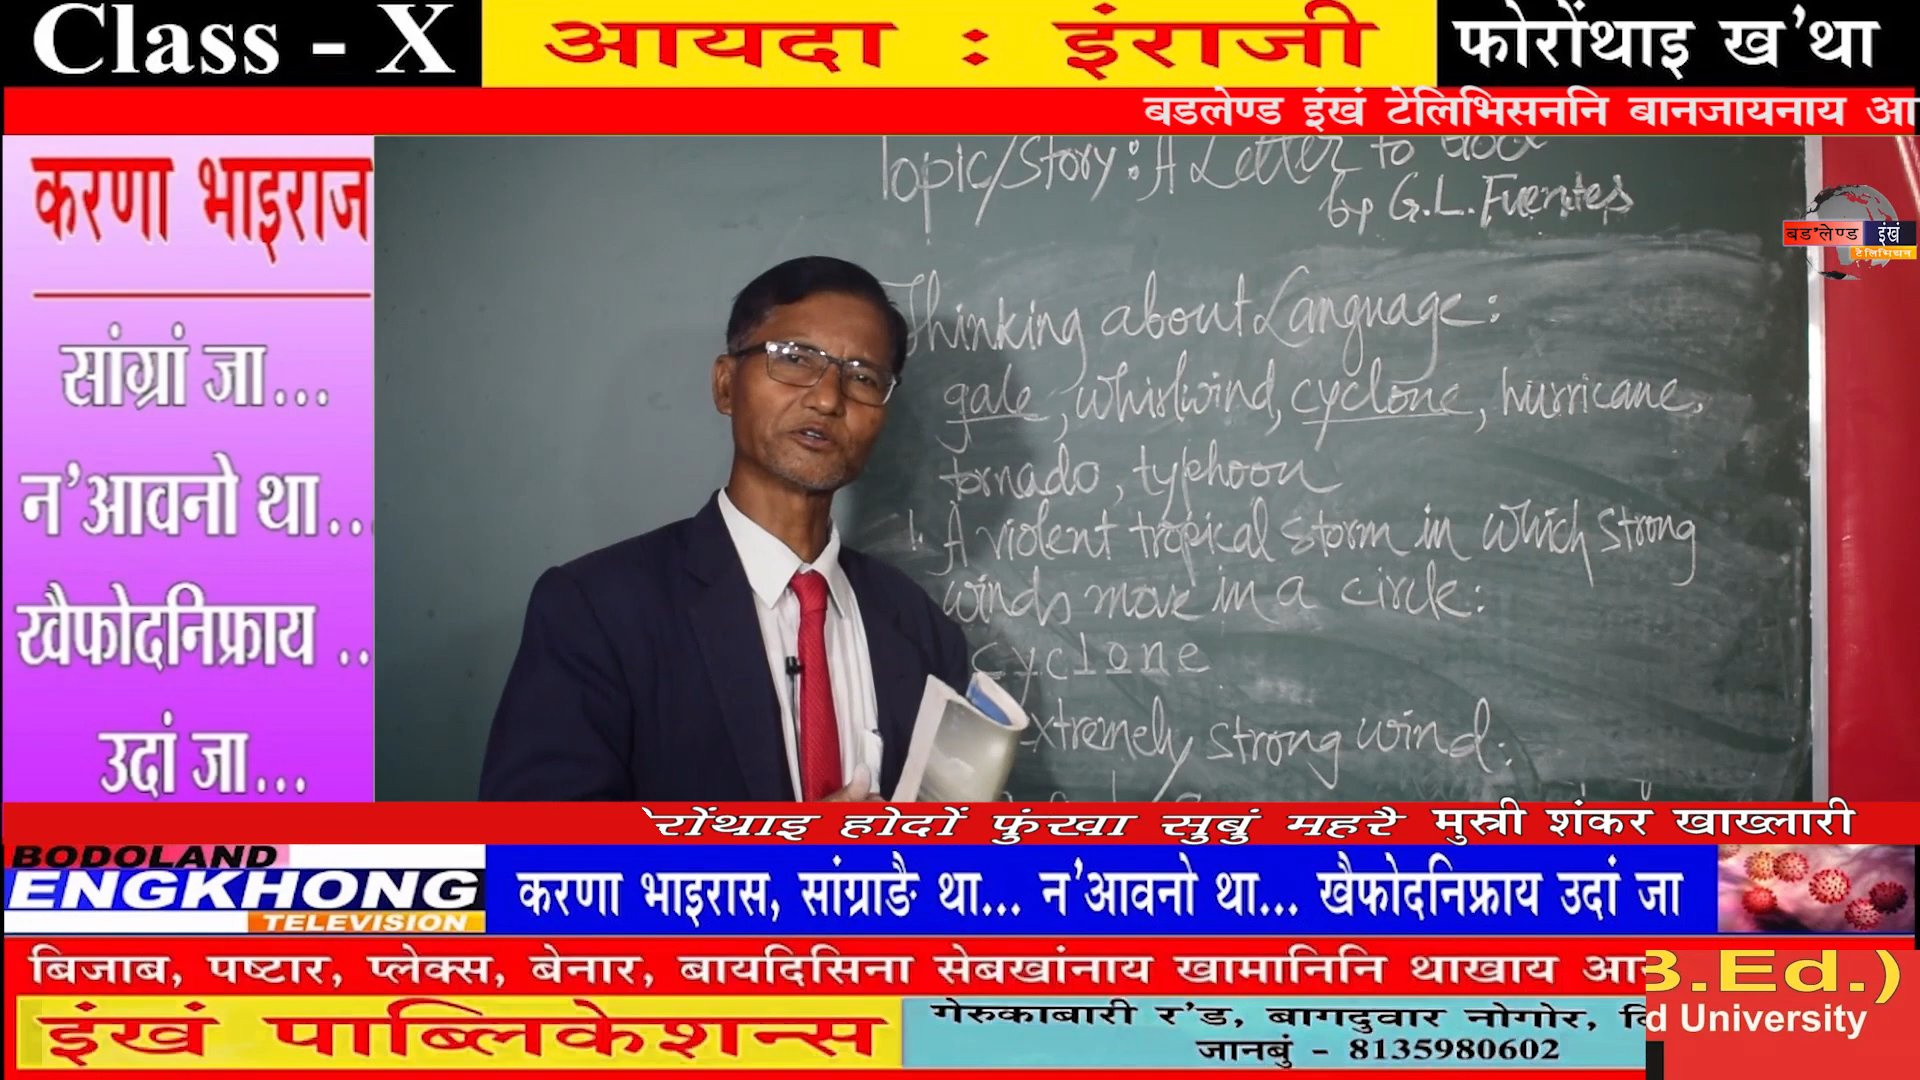 Class - X
आयदा : इंराजी
फोरोंथाइ ख'था
बडलेण्ड इंखं टेलिभिसननि बानजायनाय आ
करणा भाइराज
सांग्रां जा...
न'आवनो था...
खैफोदनिफ्राय ..
उदां जा...
Topic/Story: A Letter to God
by G.L. Fuentes
Thinking about Language:
gale, whirlwind, cyclone, hurricane,
tornado, typhoon
1. A violent tropical storm in which strong
winds move in a circle:
cyclone
extremely strong wind:
बड'लेण्ड इंखं
टेलिभिथन
रोंथाइ होदों फुंखा सुबुं महरै मुस्री शंकर खाख्लारी
BODOLAND
ENGKHONG
TELEVISION
करणा भाइरास, सांग्राङै था... न'आवनो था... खैफोदनिफ्राय उदां जा
बिजाब, पष्टार, प्लेक्स, बेनार, बायदिसिना सेबखांनाय खामानिनि थाखाय आ
B.Ed.)
d University
इंखं पाब्लिकेशन्स
गेरुकाबारी र'ड, बागदुवार नोगोर,
जानबुं - 8135980602